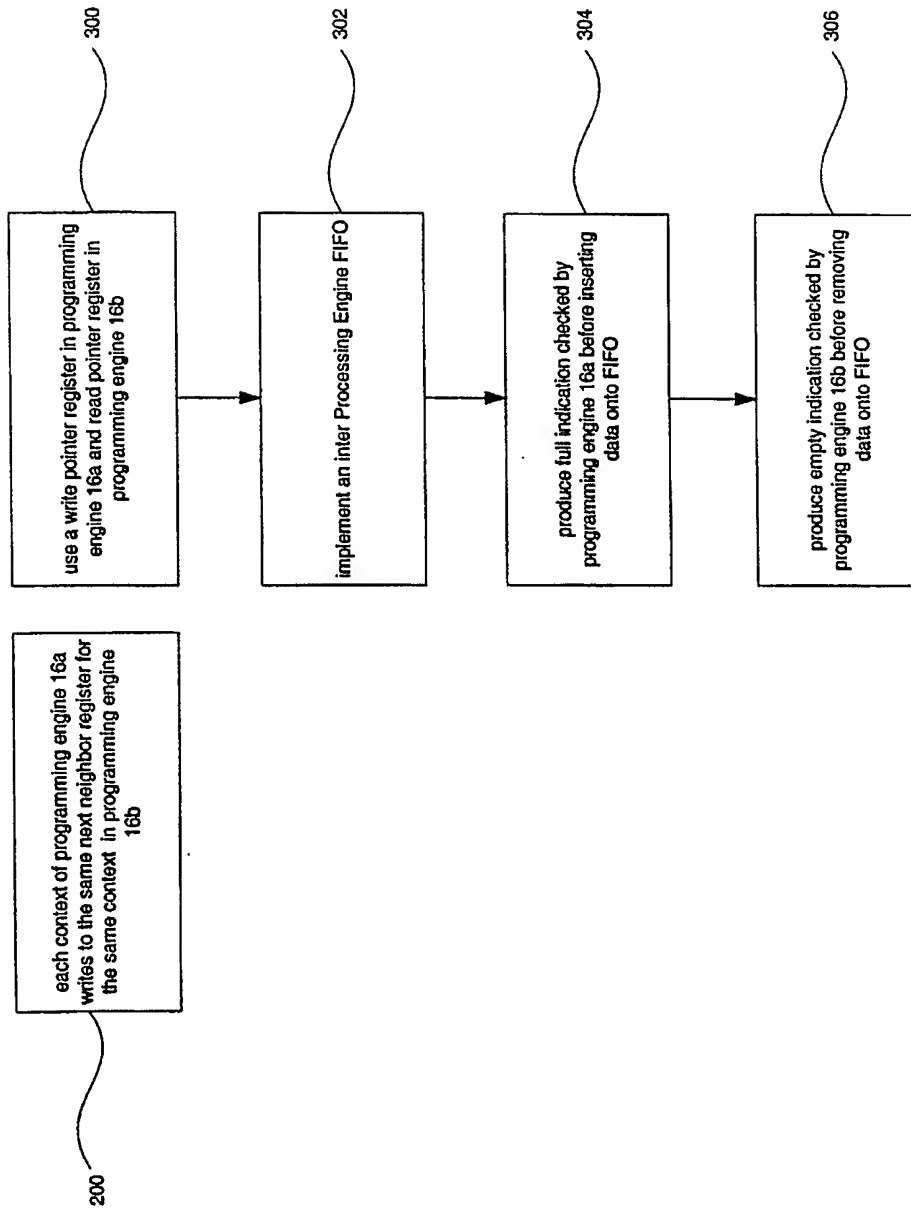 200
each context of programming engine 16a
writes to the same next neighbor register for
the same context in programming engine
16b
use a write pointer register in programming
engine 16a and read pointer register in
programming engine 16b
300
implement an inter Processing Engine FIFO
302
produce full indication checked by
programming engine 16a before inserting
data onto FIFO
304
produce empty indication checked by
programming engine 16b before removing
data onto FIFO
306